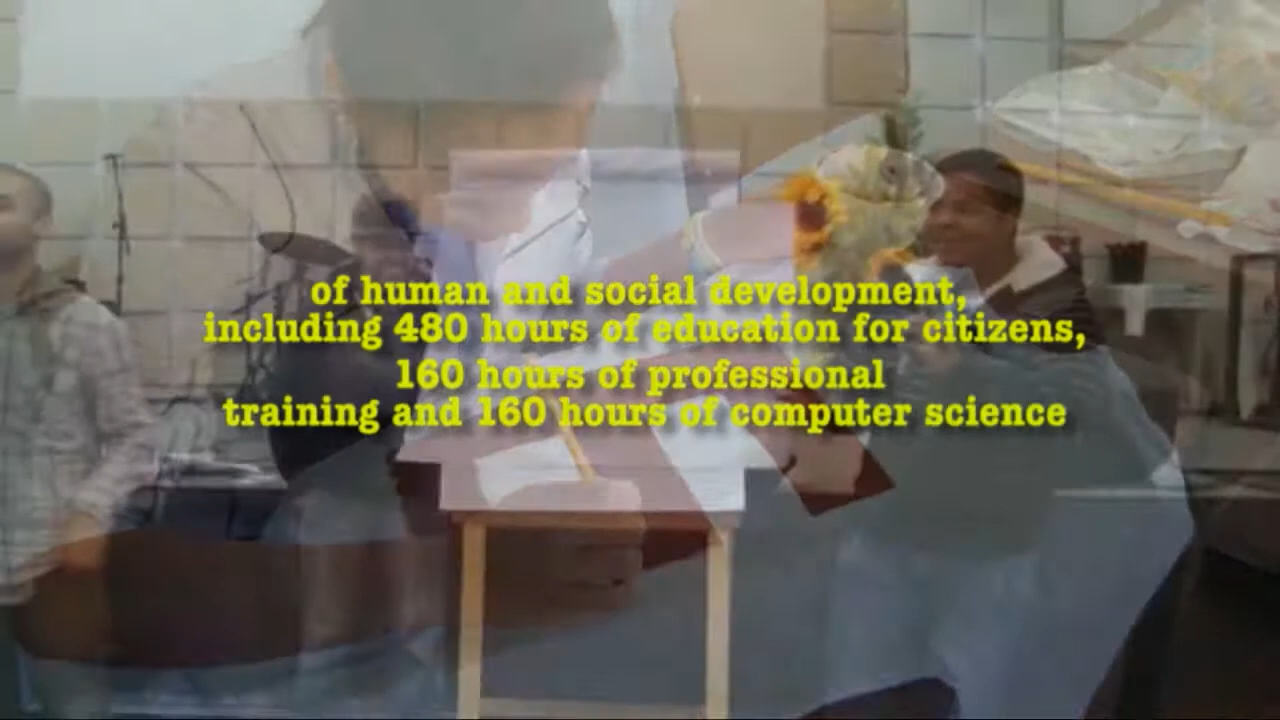 of human and social development,
including 480 hours of education for citizens,
160 hours of professional
training and 160 hours of computer science